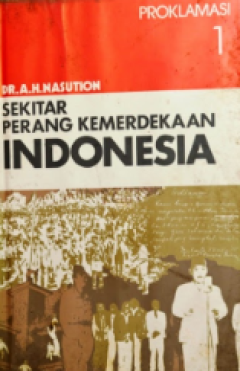 PROKLAMASI
1
DR. A.H. NASUTION
SEKITAR
PERANG KEMERDEKAAN
INDONESIA